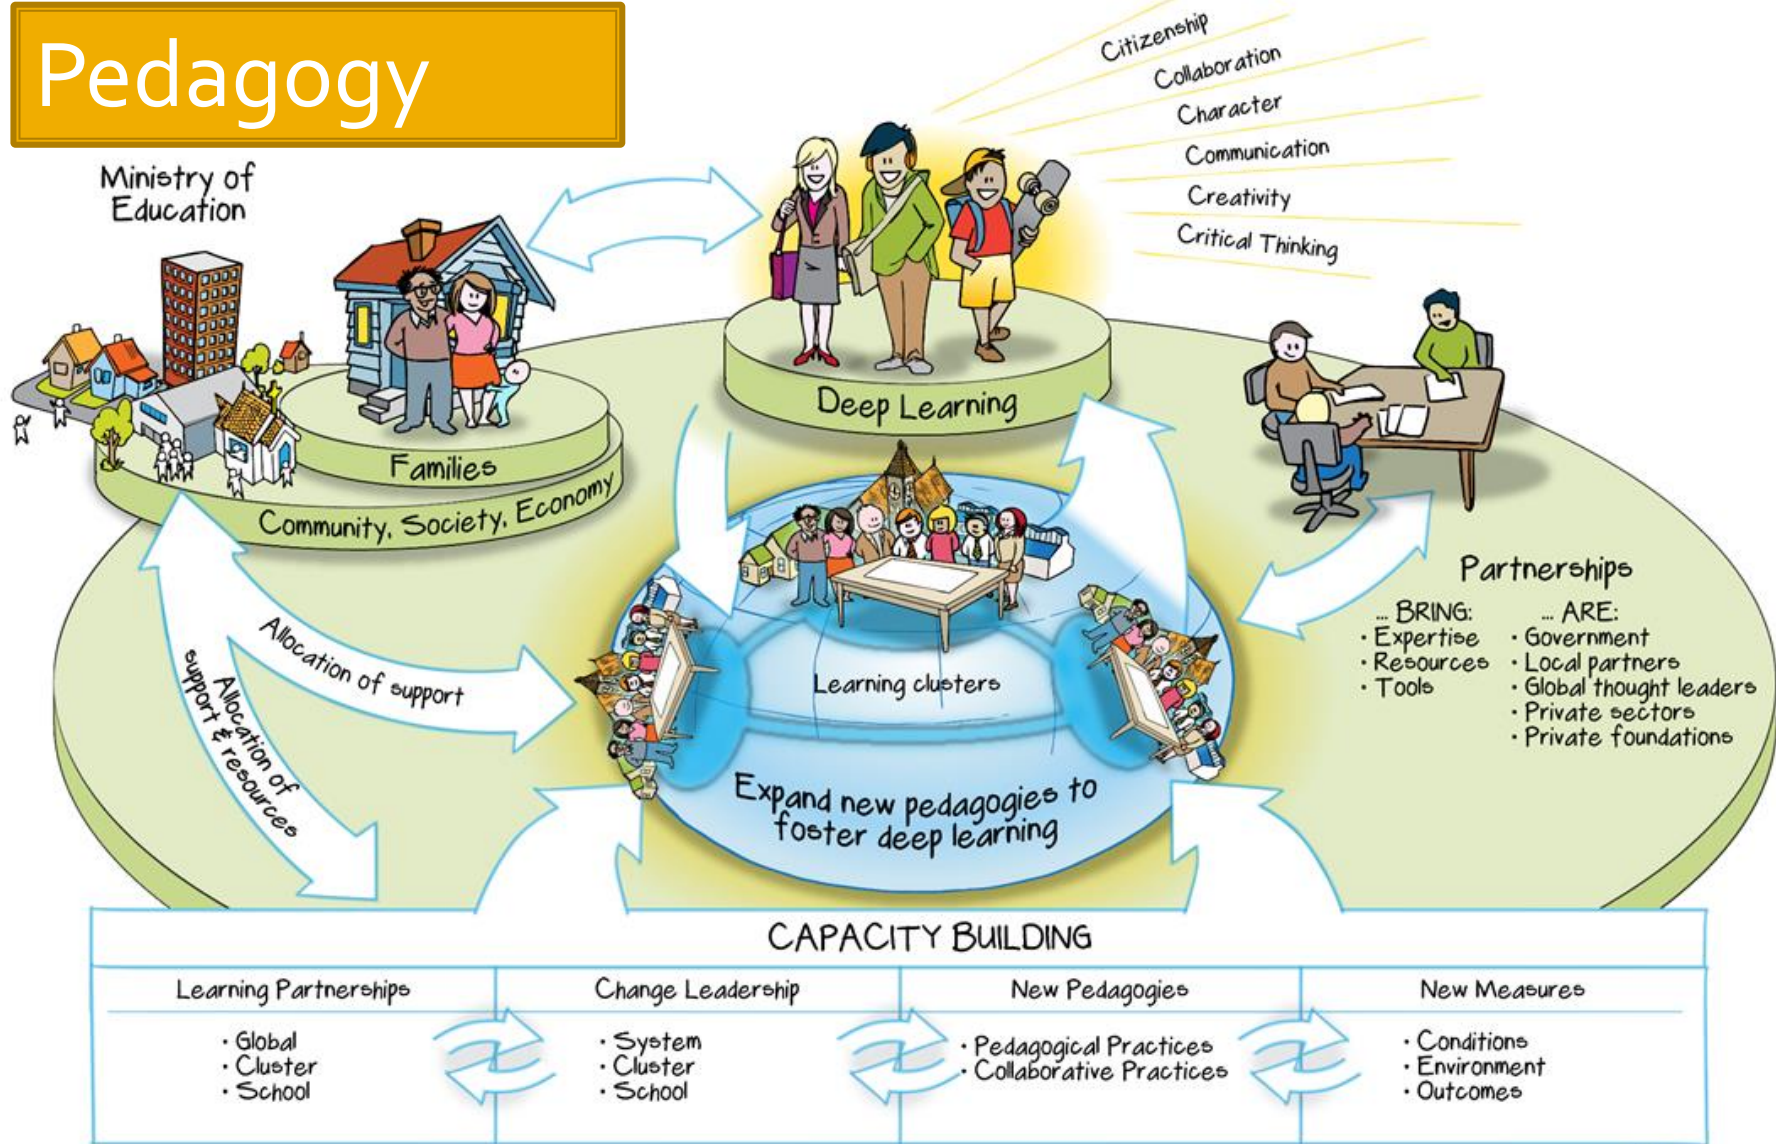 Pedagogy
Ministry of
Education
Citizenship
Collaboration
Character
Communication
Creativity
Critical Thinking
Deep Learning
Families
Community, Society, Economy
Allocation of support
Allocation of
support & resources
Learning clusters
Expand new pedagogies to
foster deep learning
Partnerships
... BRING:
• Expertise
• Resources
• Tools
... ARE:
• Government
• Local partners
• Global thought leaders
• Private sectors
• Private foundations
CAPACITY BUILDING
Learning Partnerships
• Global
• Cluster
• School
Change Leadership
• System
• Cluster
• School
New Pedagogies
• Pedagogical Practices
• Collaborative Practices
New Measures
• Conditions
• Environment
• Outcomes